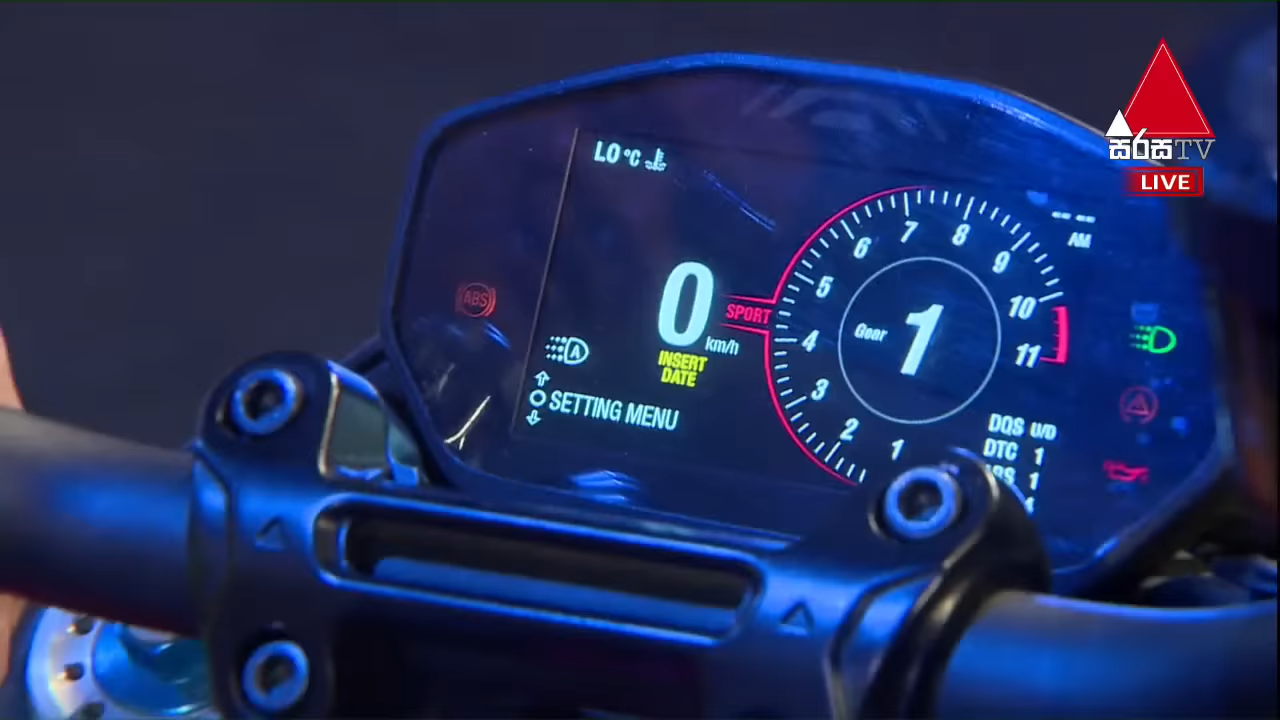 සිරස TV
LIVE
LO °C
AM
ABS
0
km/h
SPORT
INSERT
DATE
A
SETTING MENU
Gear
1
1
2
3
4
5
6
7
8
9
10
11
DQS U/D
DTC 1
1